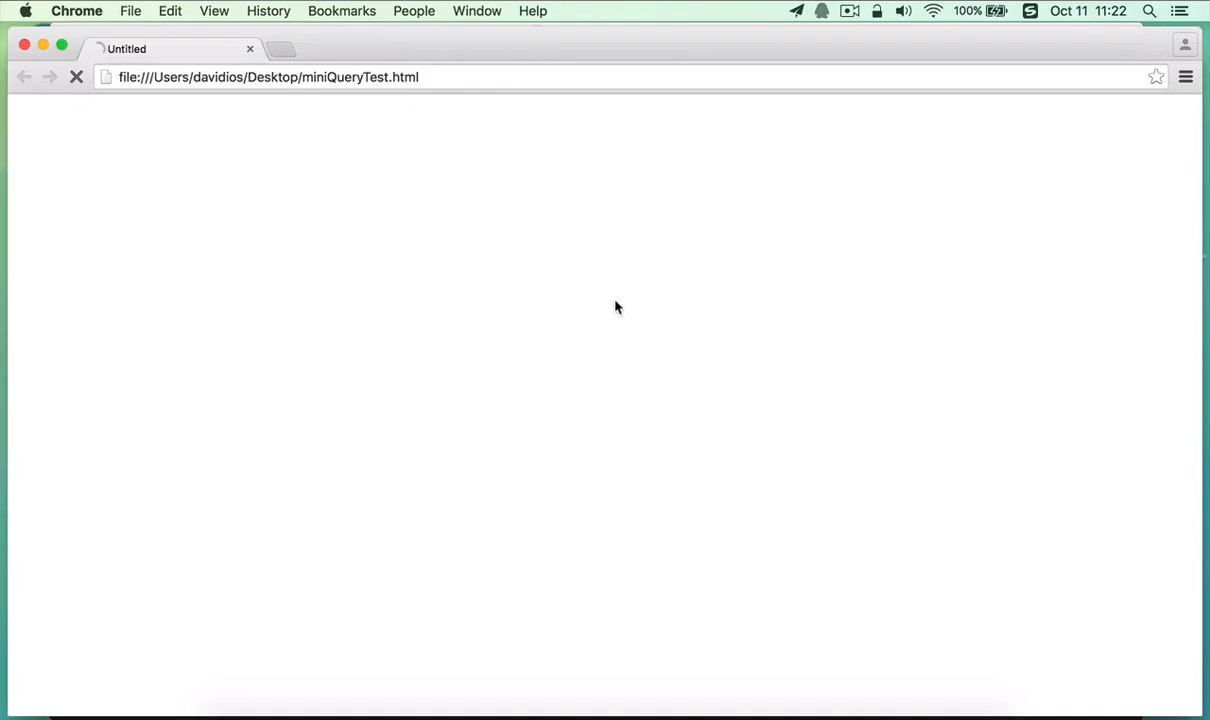 Chrome File Edit View History Bookmarks People Window Help 100% Oct 11 11:22
Untitled
file:///Users/davidios/Desktop/miniQueryTest.html